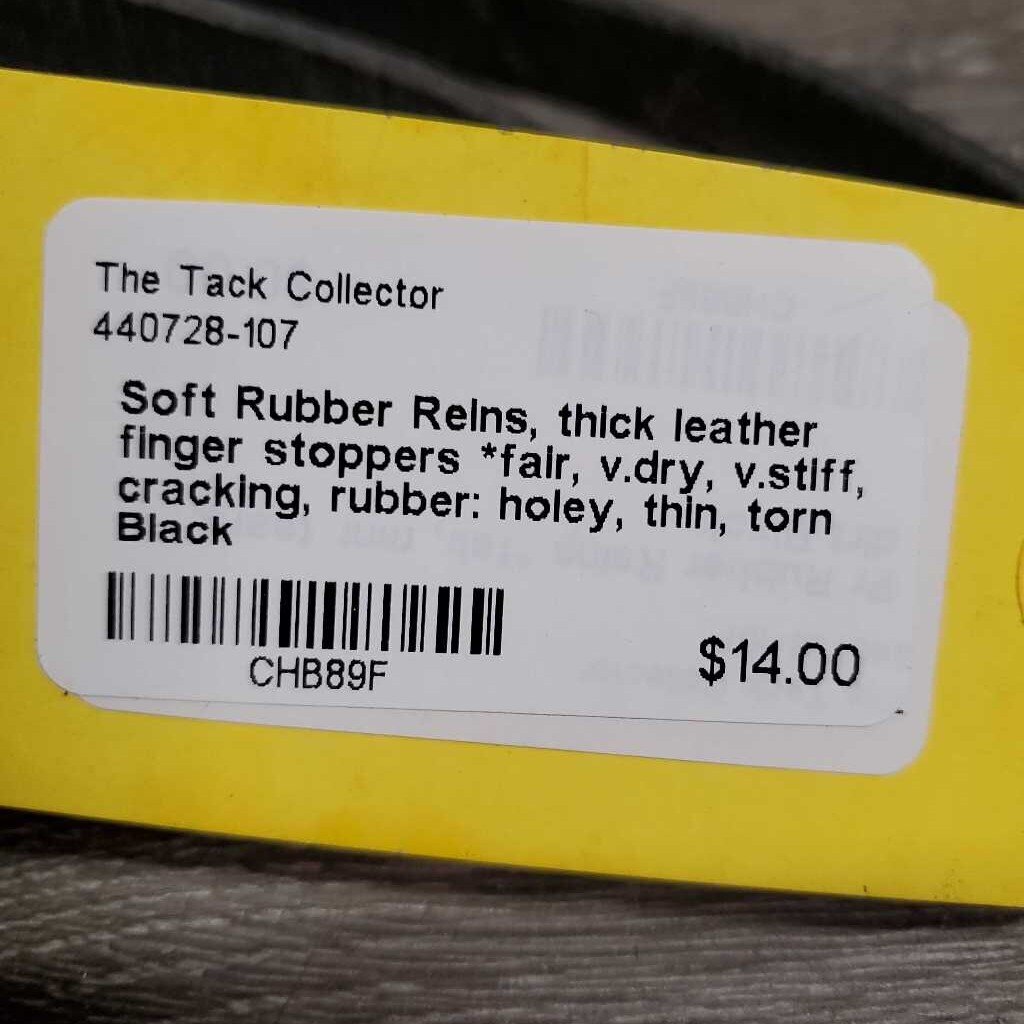 The Tack Collector
440728-107
Soft Rubber Reins, thick leather
finger stoppers *fair, v.dry, v.stiff,
cracking, rubber: holey, thin, torn
Black
CHB89F
$14.00